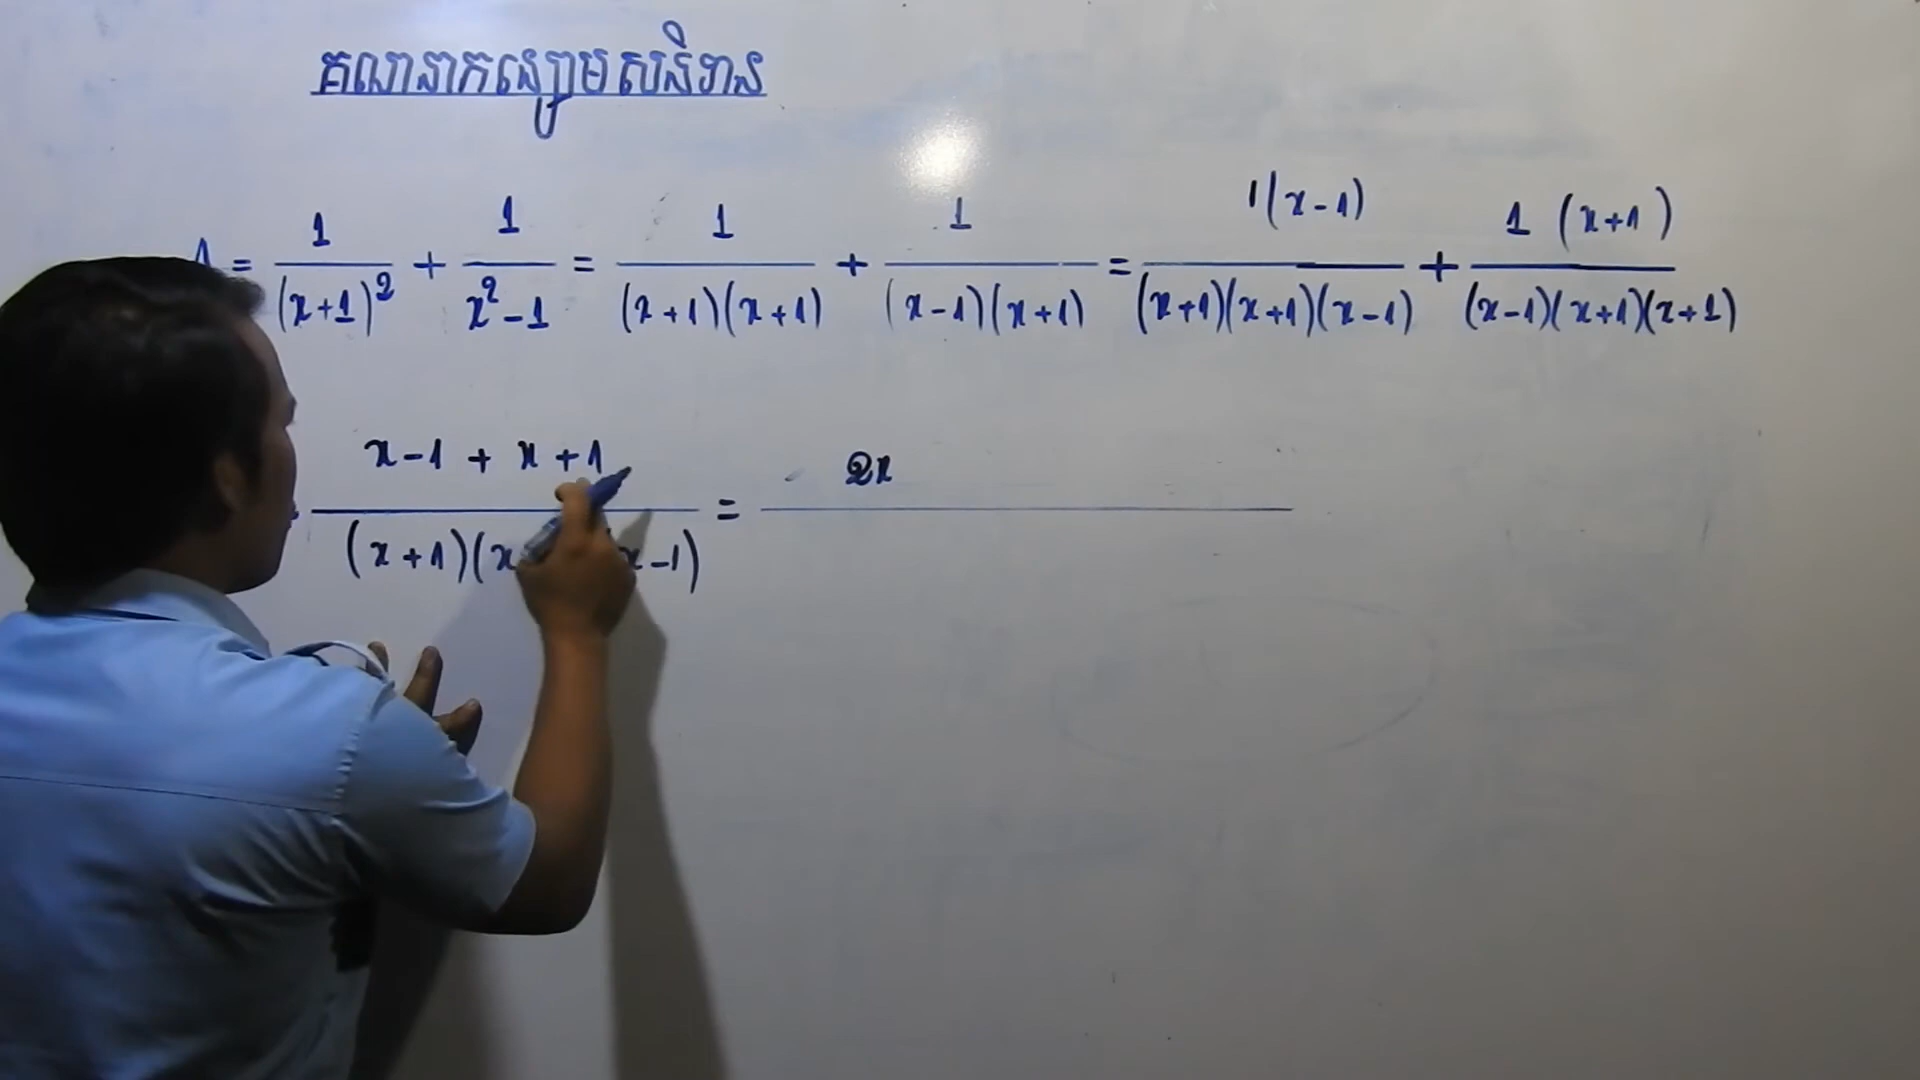 គណនាកន្សោមសនិទាន
A = 1/(x+1)² + 1/(x²-1) = 1/((x+1)(x+1)) + 1/((x-1)(x+1)) = 1(x-1)/((x+1)(x+1)(x-1)) + 1(x+1)/((x-1)(x+1)(x+1))
(x-1+x+1)/((x+1)(x x-1) = 2x